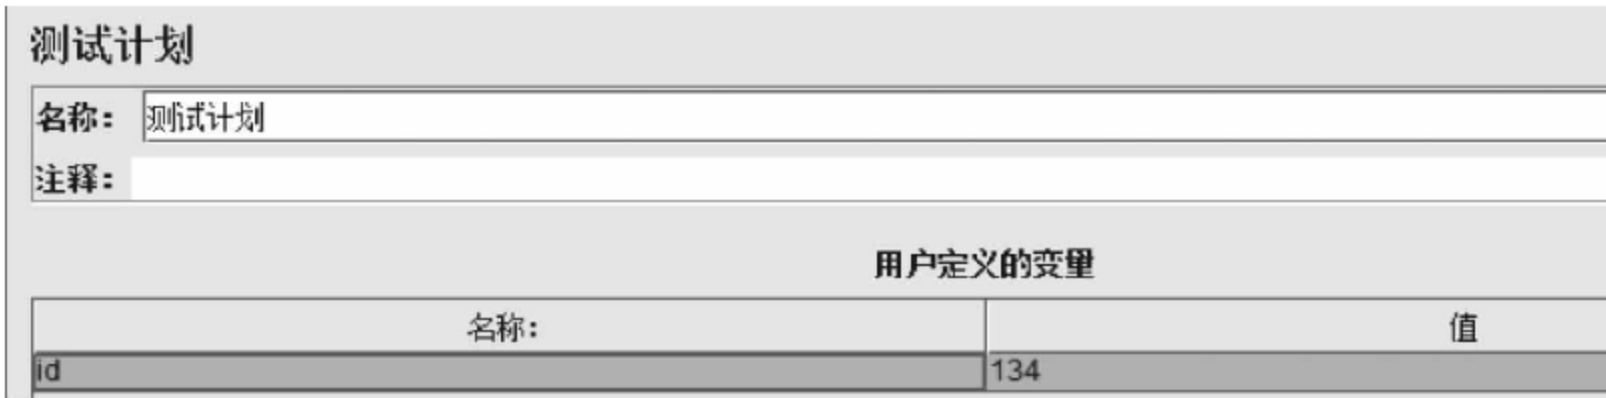 测试计划
名称： 测试计划
注释：
用户定义的变量
名称： 值
id 134